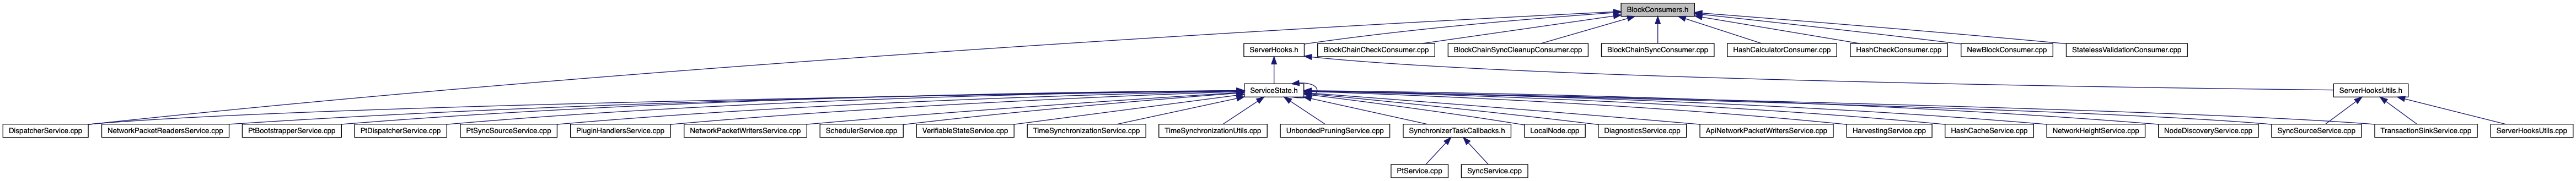 BlockConsumers.h
ServerHooks.h
BlockChainCheckConsumer.cpp
BlockChainSyncCleanupConsumer.cpp
BlockChainSyncConsumer.cpp
HashCalculatorConsumer.cpp
HashCheckConsumer.cpp
NewBlockConsumer.cpp
StatelessValidationConsumer.cpp
ServiceState.h
ServerHooksUtils.h
DispatcherService.cpp
NetworkPacketReadersService.cpp
PtBootstrapperService.cpp
PtDispatcherService.cpp
PtSyncSourceService.cpp
PluginHandlersService.cpp
NetworkPacketWritersService.cpp
SchedulerService.cpp
VerifiableStateService.cpp
TimeSynchronizationService.cpp
TimeSynchronizationUtils.cpp
UnbondedPruningService.cpp
SynchronizerTaskCallbacks.h
LocalNode.cpp
DiagnosticsService.cpp
ApiNetworkPacketWritersService.cpp
HarvestingService.cpp
HashCacheService.cpp
NetworkHeightService.cpp
NodeDiscoveryService.cpp
SyncSourceService.cpp
TransactionSinkService.cpp
ServerHooksUtils.cpp
PtService.cpp
SyncService.cpp